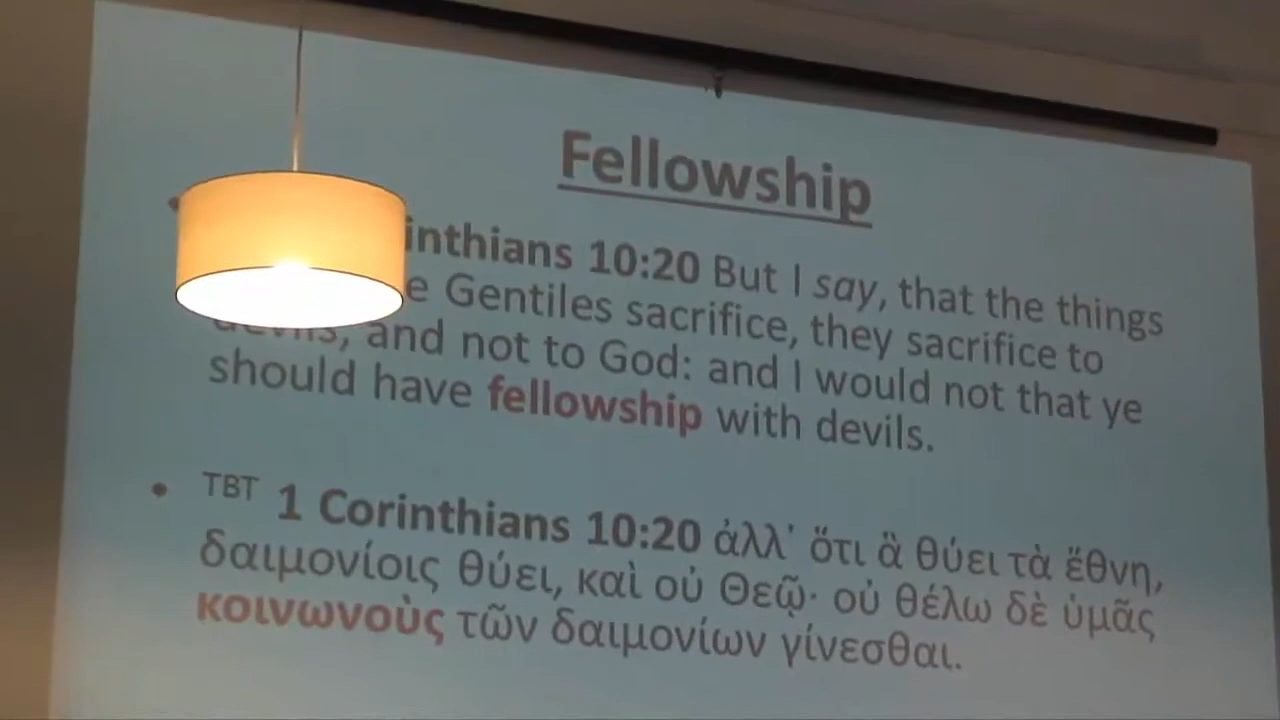 Fellowship
inthians 10:20 But I say, that the things
e Gentiles sacrifice, they sacrifice to
devils, and not to God: and I would not that ye
should have fellowship with devils.
• TBT 1 Corinthians 10:20 ἀλλ᾽ ὅτι ἃ θύει τὰ ἔθνη,
δαιμονίοις θύει, καὶ οὐ Θεῷ· οὐ θέλω δὲ ὑμᾶς
κοινωνοὺς τῶν δαιμονίων γίνεσθαι.